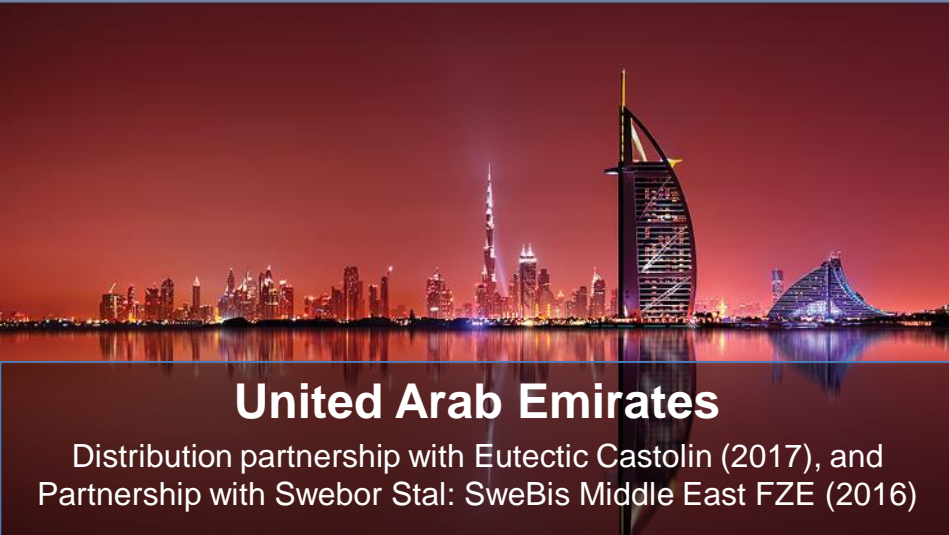 United Arab Emirates
Distribution partnership with Eutectic Castolin (2017), and
Partnership with Swebor Stal: SweBis Middle East FZE (2016)